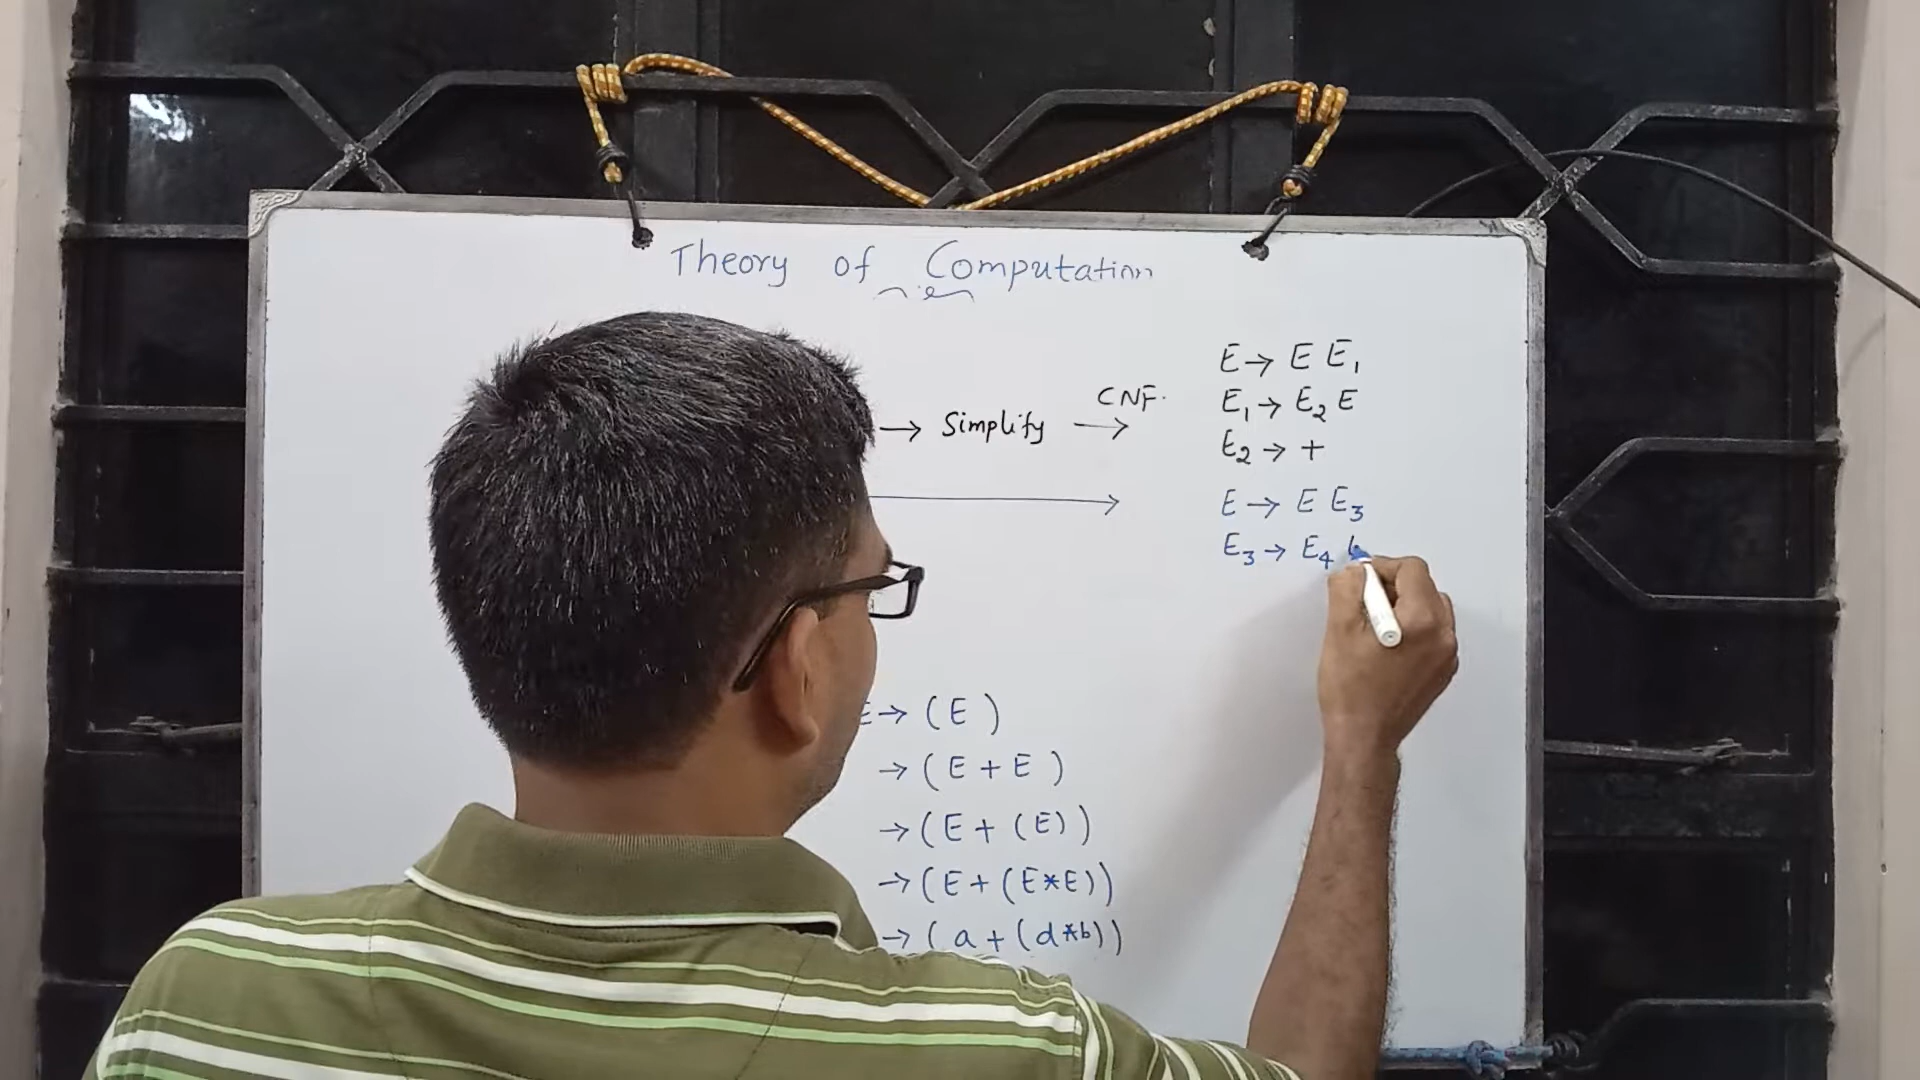 Theory of Computation
→ Simplify → CNF.
E → E E₁
E₁ → E₂ E
E₂ → +
E → E E₃
E₃ → E₄
E → ( E )
→ ( E + E )
→ ( E + ( E ) )
→ ( E + ( E * E ) )
→ ( a + ( d * b ) )